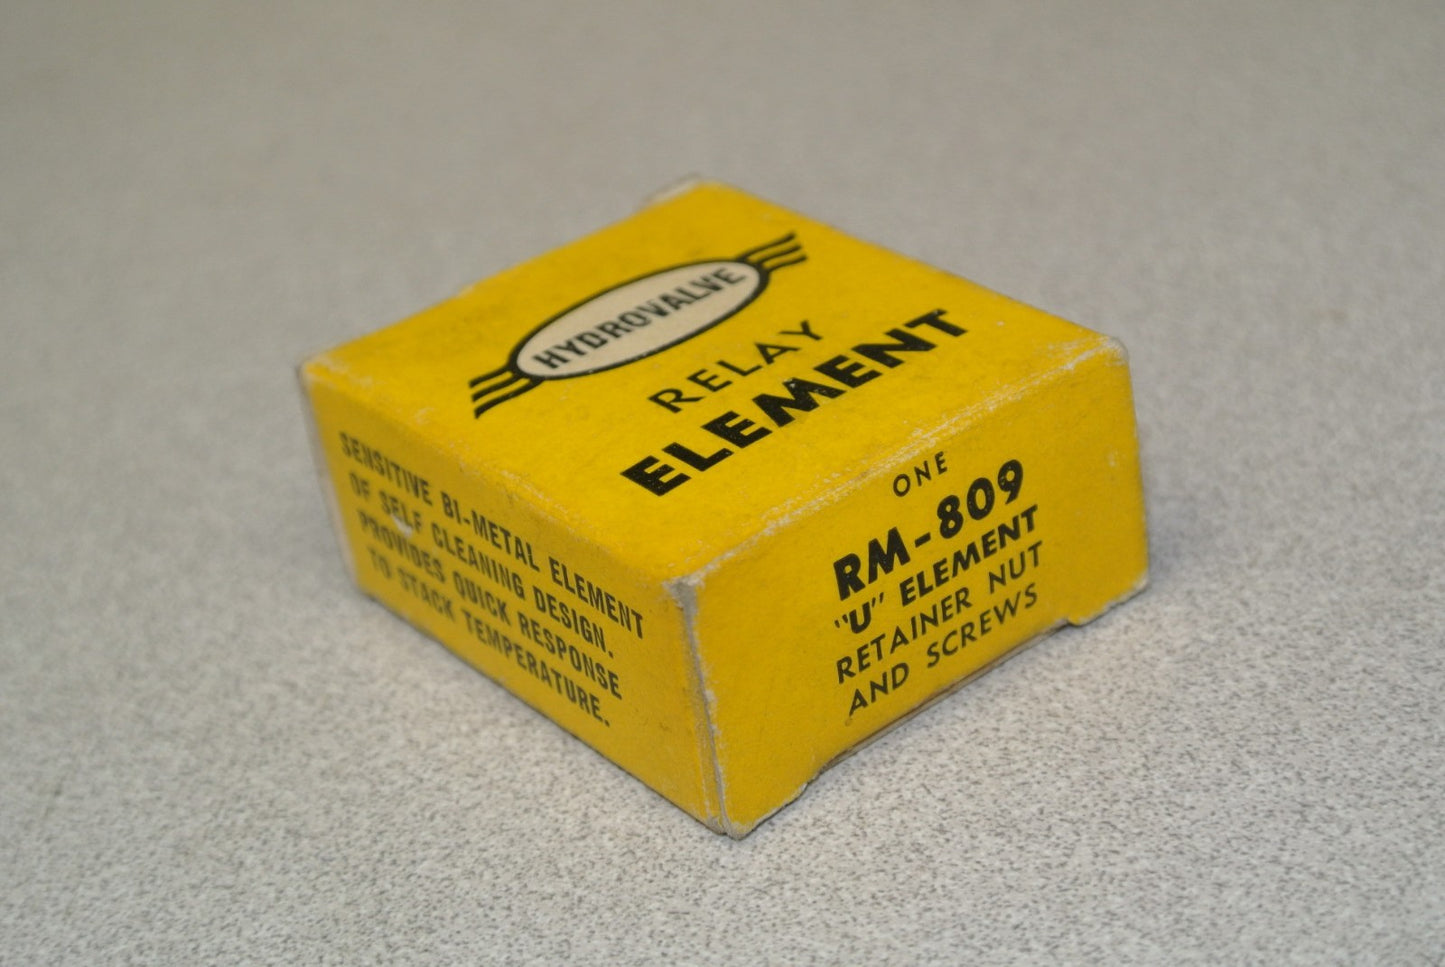 HYDROVALVE
RELAY
ELEMENT
SENSITIVE BI-METAL ELEMENT
OF SELF CLEANING DESIGN.
PROVIDES QUICK RESPONSE
TO STACK TEMPERATURE.
ONE
RM-809
"U" ELEMENT
RETAINER NUT
AND SCREWS